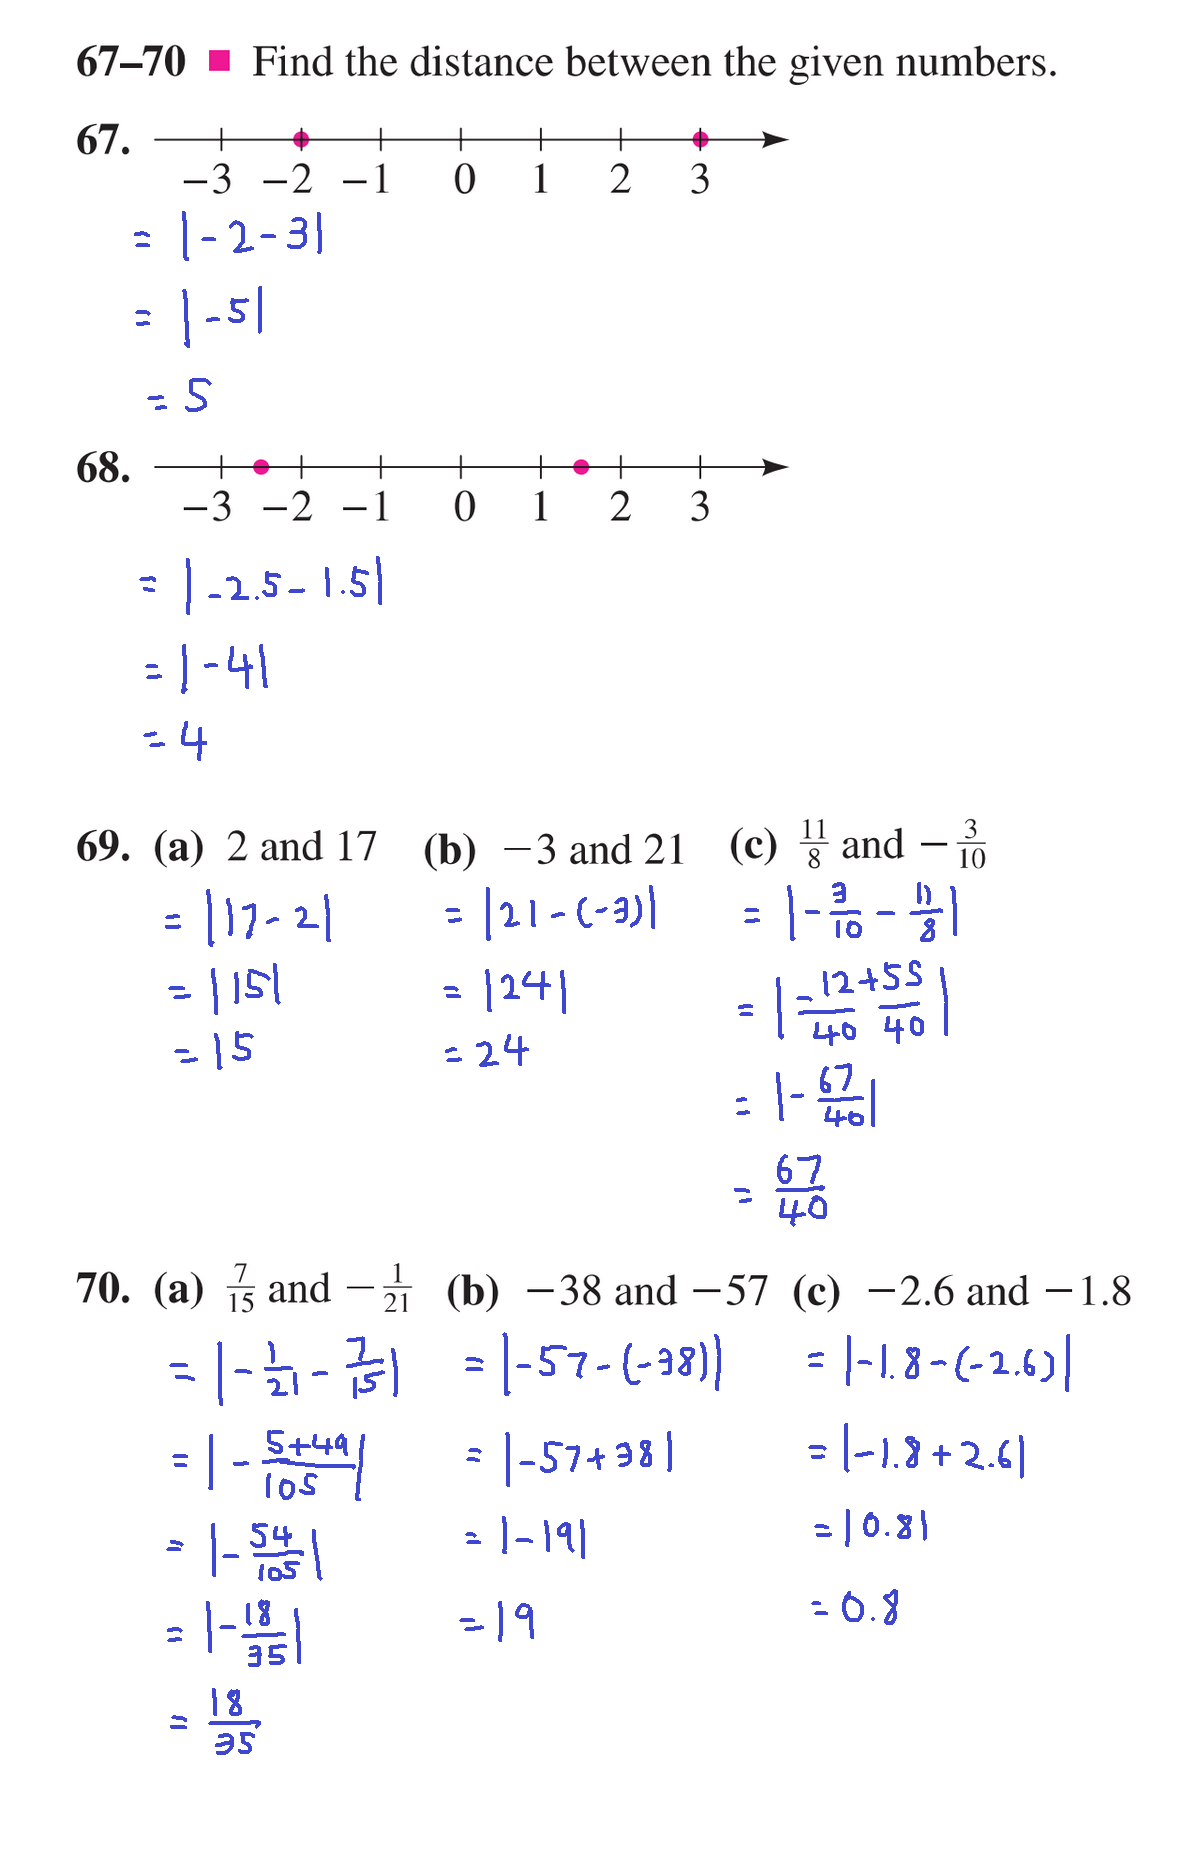 67–70 ■ Find the distance between the given numbers.
67.
−3 −2 −1 0 1 2 3
= |-2-3|
= |-5|
= 5
68.
−3 −2 −1 0 1 2 3
= |-2.5-1.5|
= |-4|
= 4
69. (a) 2 and 17 (b) −3 and 21 (c) 11/8 and −3/10
= |17-2| = |21-(-3)| = |-3/10 - 11/8|
= |15| = |24| = |-12/40 + 55/40|
= 15 = 24
= |-67/40|
= 67/40
70. (a) 7/15 and −1/21 (b) −38 and −57 (c) −2.6 and −1.8
= |-1/21 - 7/15| = |-57-(-38)| = |-1.8-(-2.6)|
= |-(5+49)/105| = |-57+38| = |-1.8+2.6|
= |-54/105| = |-19| = |0.8|
= |-18/35| = 19 = 0.8
= 18/35